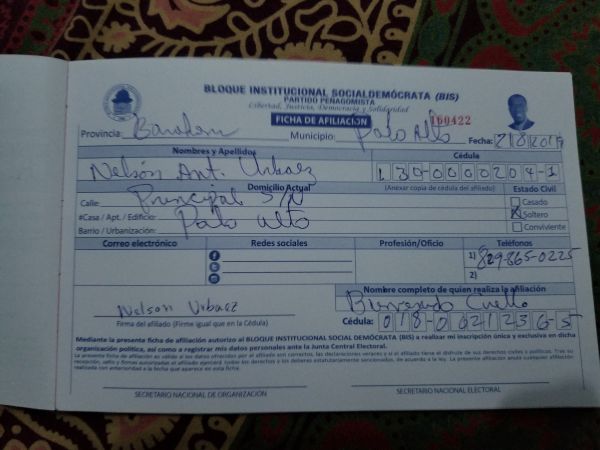 BLOQUE INSTITUCIONAL SOCIALDEMÓCRATA (BIS)
PARTIDO PEÑAGOMISTA
Libertad, Justicia, Democracia y Solidaridad
FICHA DE AFILIACIÓN
160422
Provincia: Municipio: Palo Alto Fecha:
Nombres y Apellidos Cédula
Nelsón Ant. Urbaez 130-0000204-1
Domicilio Actual (Anexar copia de cédula del afiliado) Estado Civil
Calle: Principal S/N Casado
#Casa / Apt. / Edificio: Palo alto Soltero
Barrio / Urbanización: Conviviente
Correo electrónico Redes sociales Profesión/Oficio Teléfonos
1) 829-865-0225
2)
Nombre completo de quien realiza la afiliación
Nelson Urbaez Bienvenido Cuello
Firma del afiliado (Firme igual que en la Cédula) Cédula: 018-0021236-5
Mediante la presente ficha de afiliación autorizo al BLOQUE INSTITUCIONAL SOCIAL DEMÓCRATA (BIS) a realizar mi inscripción única y exclusiva en dicha
organización política, así como a registrar mis datos personales ante la Junta Central Electoral.
SECRETARIO NACIONAL DE ORGANIZACIÓN SECRETARIO NACIONAL ELECTORAL